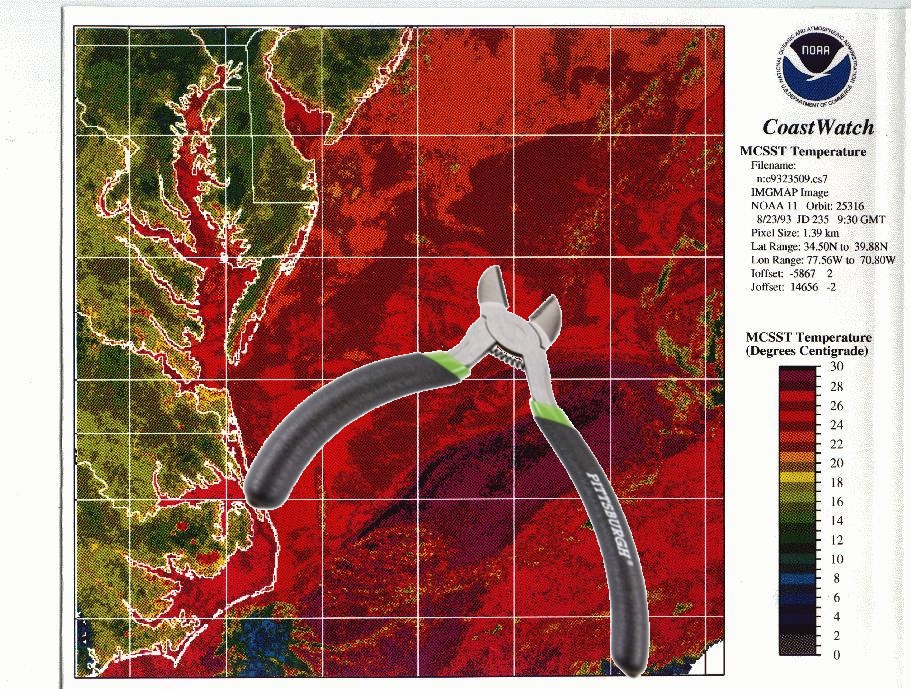 NATIONAL OCEANIC AND ATMOSPHERIC ADMINISTRATION
NOAA
U.S. DEPARTMENT OF COMMERCE
CoastWatch
MCSST Temperature
Filename:
n:c9323509.cs7
IMGMAP Image
NOAA 11 Orbit: 25316
8/23/93 JD 235 9:30 GMT
Pixel Size: 1.39 km
Lat Range: 34.50N to 39.88N
Lon Range: 77.56W to 70.80W
Ioffset: -5867 2
Joffset: 14656 -2
MCSST Temperature
(Degrees Centigrade)
30
28
26
24
22
20
18
16
14
12
10
8
6
4
2
0
PITTSBURGH